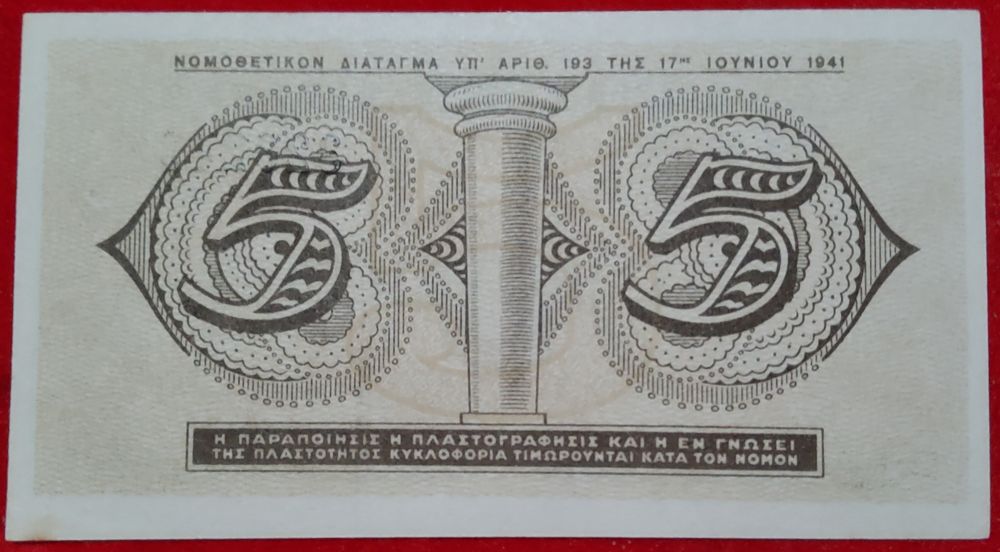 ΝΟΜΟΘΕΤΙΚΟΝ ΔΙΑΤΑΓΜΑ ΥΠ' ΑΡΙΘ. 193 ΤΗΣ 17ΗΣ ΙΟΥΝΙΟΥ 1941
5 5
Η ΠΑΡΑΠΟΙΗΣΙΣ Η ΠΛΑΣΤΟΓΡΑΦΗΣΙΣ ΚΑΙ Η ΕΝ ΓΝΩΣΕΙ
ΤΗΣ ΠΛΑΣΤΟΤΗΤΟΣ ΚΥΚΛΟΦΟΡΙΑ ΤΙΜΩΡΟΥΝΤΑΙ ΚΑΤΑ ΤΟΝ ΝΟΜΟΝ